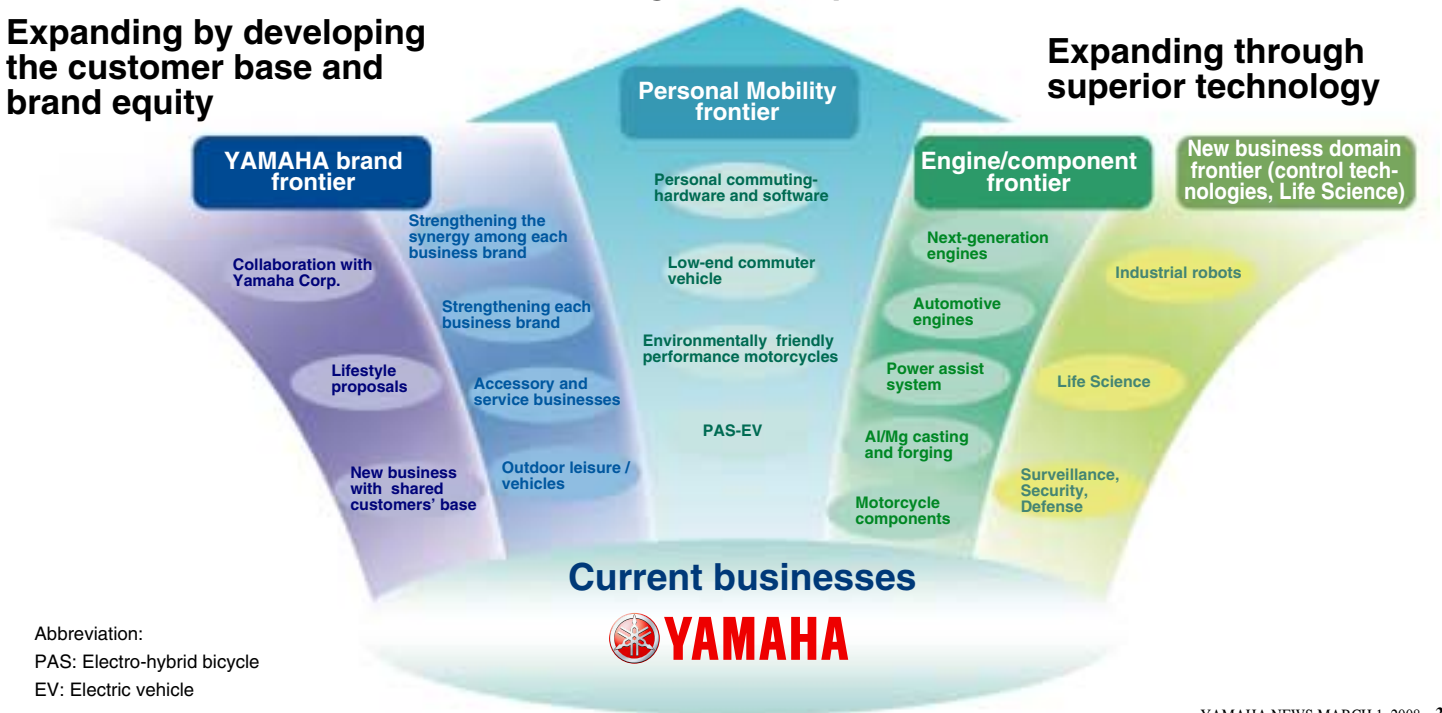 Expanding by developing
the customer base and
brand equity
Expanding through
superior technology
Personal Mobility
frontier
YAMAHA brand
frontier
Engine/component
frontier
New business domain
frontier (control tech-
nologies, Life Science)
Collaboration with
Yamaha Corp.
Lifestyle
proposals
New business
with shared
customers’ base
Strengthening the
synergy among each
business brand
Strengthening each
business brand
Accessory and
service businesses
Outdoor leisure /
vehicles
Personal commuting-
hardware and software
Low-end commuter
vehicle
Environmentally friendly
performance motorcycles
PAS-EV
Next-generation
engines
Automotive
engines
Power assist
system
Al/Mg casting
and forging
Motorcycle
components
Industrial robots
Life Science
Surveillance,
Security,
Defense
Current businesses
YAMAHA
Abbreviation:
PAS: Electro-hybrid bicycle
EV: Electric vehicle
YAMAHA NEWS MARCH 1, 2008